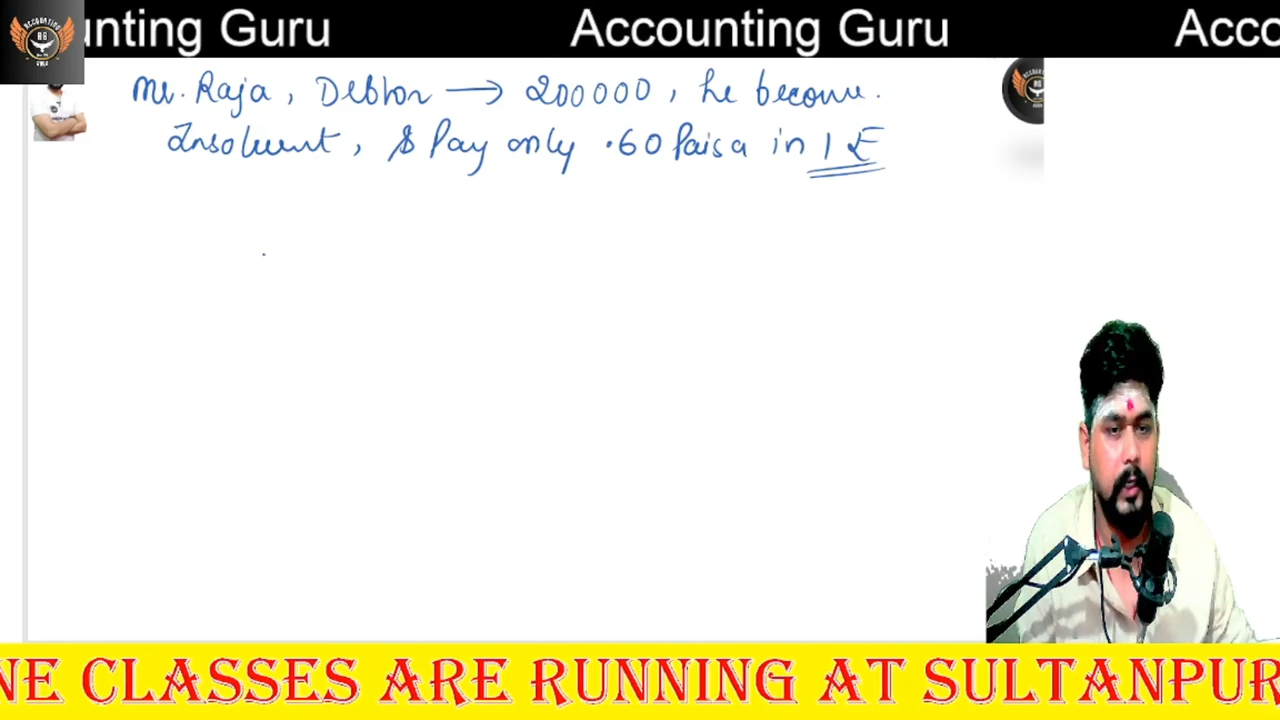 unting Guru Accounting Guru Acco
Mr. Raja, Debtor → 200000, he become.
Insolvent, & Pay only .60 Paisa in 1 ₹
NE CLASSES ARE RUNNING AT SULTANPUR